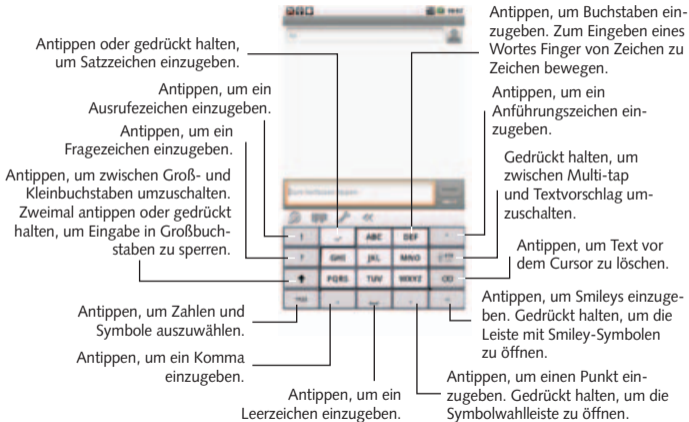 Antippen oder gedrückt halten,
um Satzzeichen einzugeben.
Antippen, um ein
Ausrufezeichen einzugeben.
Antippen, um ein
Fragezeichen einzugeben.
Antippen, um zwischen Groß- und
Kleinbuchstaben umzuschalten.
Zweimal antippen oder gedrückt
halten, um Eingabe in Großbuch-
staben zu sperren.
Antippen, um Zahlen und
Symbole auszuwählen.
Antippen, um ein Komma
einzugeben.
Antippen, um ein
Leerzeichen einzugeben.
Antippen, um Buchstaben ein-
zugeben. Zum Eingeben eines
Wortes Finger von Zeichen zu
Zeichen bewegen.
Antippen, um ein
Anführungszeichen ein-
zugeben.
Gedrückt halten, um
zwischen Multi-tap
und Textvorschlag um-
zuschalten.
Antippen, um Text vor
dem Cursor zu löschen.
Antippen, um Smileys einzuge-
ben. Gedrückt halten, um die
Leiste mit Smiley-Symbolen
zu öffnen.
Antippen, um einen Punkt ein-
zugeben. Gedrückt halten, um die
Symbolwahlleiste zu öffnen.
! ABC DEF
? GHI JKL MNO
PQRS TUV WXYZ